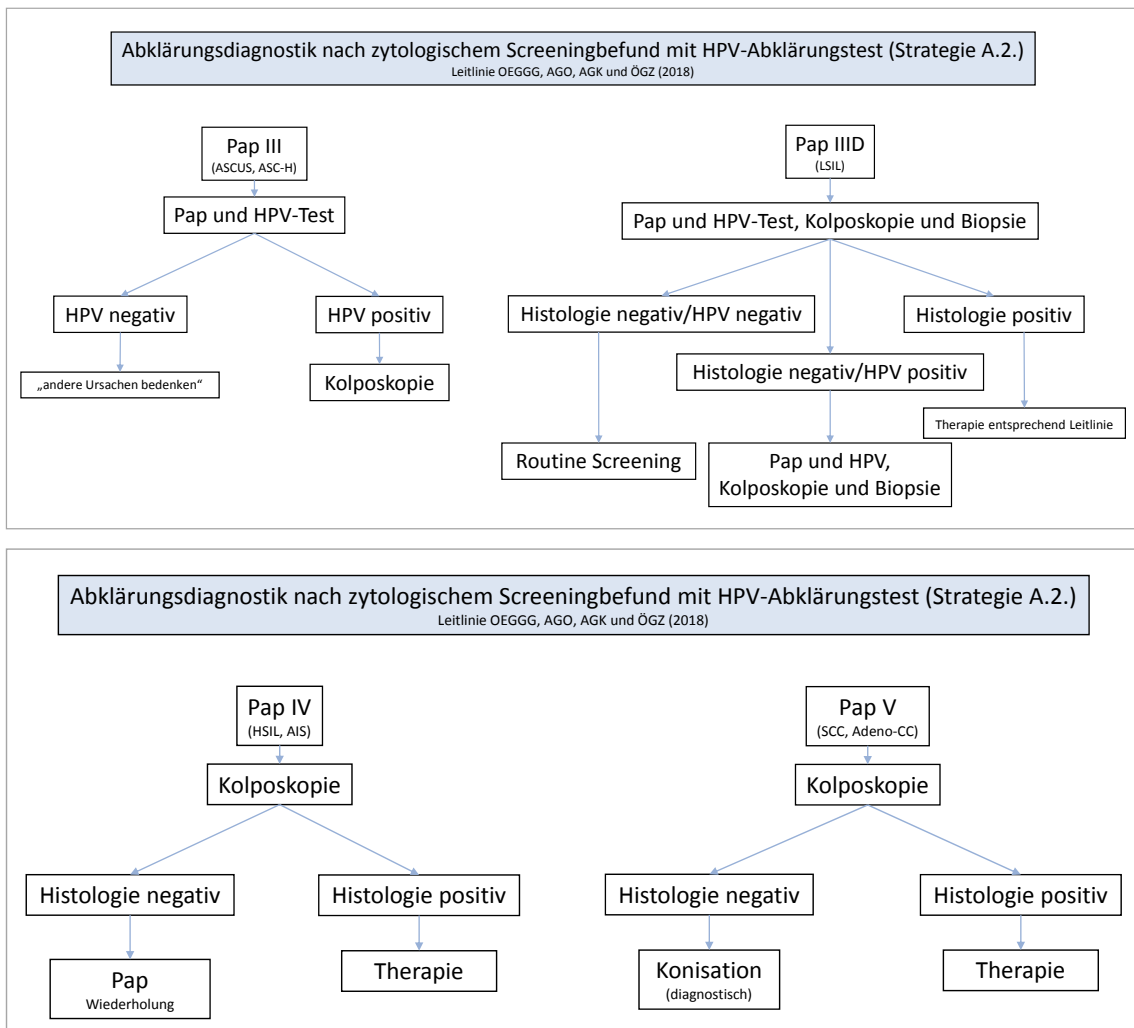 Abklärungsdiagnostik nach zytologischem Screeningbefund mit HPV-Abklärungstest (Strategie A.2.)
Leitlinie OEGGG, AGO, AGK und ÖGZ (2018)
Pap III
(ASCUS, ASC-H)
Pap und HPV-Test
HPV negativ
HPV positiv
„andere Ursachen bedenken“
Kolposkopie
Pap IIID
(LSIL)
Pap und HPV-Test, Kolposkopie und Biopsie
Histologie negativ/HPV negativ
Histologie positiv
Histologie negativ/HPV positiv
Therapie entsprechend Leitlinie
Routine Screening
Pap und HPV,
Kolposkopie und Biopsie
Abklärungsdiagnostik nach zytologischem Screeningbefund mit HPV-Abklärungstest (Strategie A.2.)
Leitlinie OEGGG, AGO, AGK und ÖGZ (2018)
Pap IV
(HSIL, AIS)
Kolposkopie
Histologie negativ
Histologie positiv
Pap
Wiederholung
Therapie
Pap V
(SCC, Adeno-CC)
Kolposkopie
Histologie negativ
Histologie positiv
Konisation
(diagnostisch)
Therapie